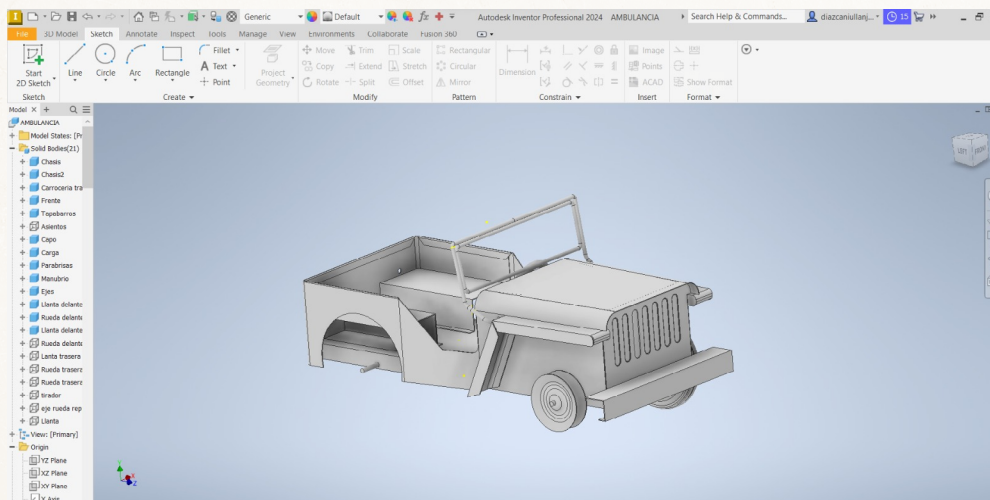 Generic
Default
fx
Autodesk Inventor Professional 2024 AMBULANCIA
Search Help & Commands...
diazcaniullanj...
15
File 3D Model Sketch Annotate Inspect Tools Manage View Environments Collaborate Fusion 360
Start
2D Sketch
Line
Circle
Arc
Rectangle
Fillet
Text
Point
Project
Geometry
Move Trim Scale
Copy Extend Stretch
Rotate Split Offset
Rectangular
Circular
Mirror
Dimension
Image
Points
ACAD
Show Format
Sketch Create Modify Pattern Constrain Insert Format
Model
AMBULANCIA
Model States: [Pr
Solid Bodies(21)
Chasis
Chasis2
Carroceria tra
Frente
Tapabarros
Asientos
Capo
Carga
Parabrisas
Manubrio
Ejes
Llanta delante
Rueda delante
Llanta delante
Rueda delante
Lanta trasera
Rueda trasera
Rueda trasera
tirador
eje rueda rep
Llanta
View: [Primary]
Origin
YZ Plane
XZ Plane
XY Plane
X Axis
LEFT
FRONT